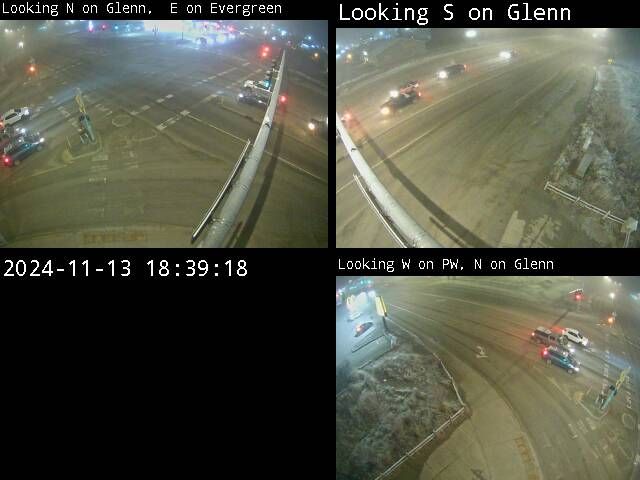 Looking N on Glenn,  E on Evergreen
Looking S on Glenn
2024-11-13 18:39:18
Looking W on PW, N on Glenn